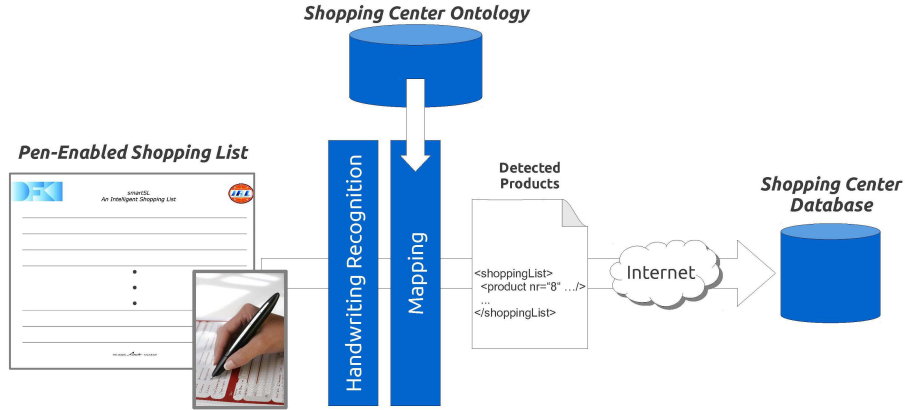 Shopping Center Ontology
Pen-Enabled Shopping List
DFKI
smartSL
An Intelligent Shopping List
Handwriting Recognition
Mapping
Detected
Products
<shoppingList>
<product nr="8" .../>
...
</shoppingList>
Internet
Shopping Center
Database